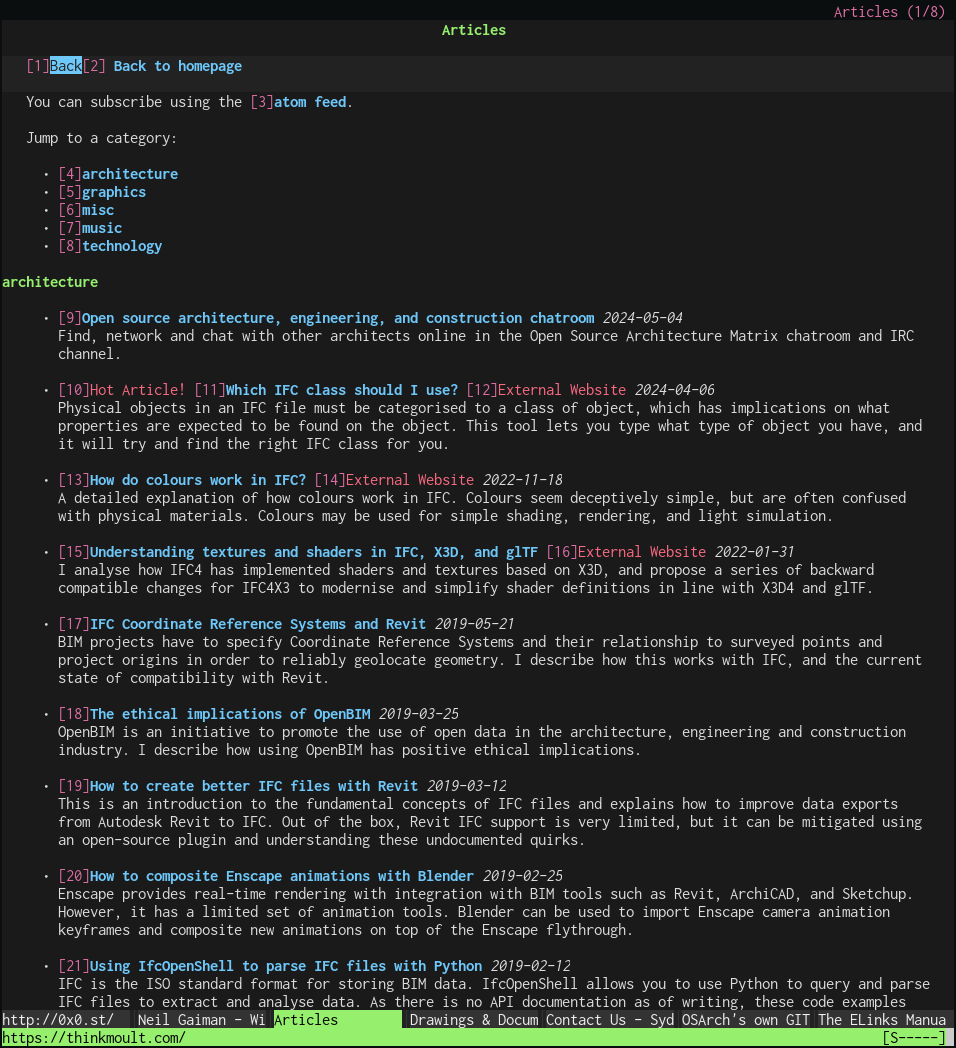 Articles (1/8)
Articles
[1]Back[2] Back to homepage
You can subscribe using the [3]atom feed.
Jump to a category:
• [4]architecture
• [5]graphics
• [6]misc
• [7]music
• [8]technology
architecture
• [9]Open source architecture, engineering, and construction chatroom 2024-05-04
Find, network and chat with other architects online in the Open Source Architecture Matrix chatroom and IRC
channel.
• [10]Hot Article! [11]Which IFC class should I use? [12]External Website 2024-04-06
Physical objects in an IFC file must be categorised to a class of object, which has implications on what
properties are expected to be found on the object. This tool lets you type what type of object you have, and
it will try and find the right IFC class for you.
• [13]How do colours work in IFC? [14]External Website 2022-11-18
A detailed explanation of how colours work in IFC. Colours seem deceptively simple, but are often confused
with physical materials. Colours may be used for simple shading, rendering, and light simulation.
• [15]Understanding textures and shaders in IFC, X3D, and glTF [16]External Website 2022-01-31
I analyse how IFC4 has implemented shaders and textures based on X3D, and propose a series of backward
compatible changes for IFC4X3 to modernise and simplify shader definitions in line with X3D4 and glTF.
• [17]IFC Coordinate Reference Systems and Revit 2019-05-21
BIM projects have to specify Coordinate Reference Systems and their relationship to surveyed points and
project origins in order to reliably geolocate geometry. I describe how this works with IFC, and the current
state of compatibility with Revit.
• [18]The ethical implications of OpenBIM 2019-03-25
OpenBIM is an initiative to promote the use of open data in the architecture, engineering and construction
industry. I describe how using OpenBIM has positive ethical implications.
• [19]How to create better IFC files with Revit 2019-03-12
This is an introduction to the fundamental concepts of IFC files and explains how to improve data exports
from Autodesk Revit to IFC. Out of the box, Revit IFC support is very limited, but it can be mitigated using
an open-source plugin and understanding these undocumented quirks.
• [20]How to composite Enscape animations with Blender 2019-02-25
Enscape provides real-time rendering with integration with BIM tools such as Revit, ArchiCAD, and Sketchup.
However, it has a limited set of animation tools. Blender can be used to import Enscape camera animation
keyframes and composite new animations on top of the Enscape flythrough.
• [21]Using IfcOpenShell to parse IFC files with Python 2019-02-12
IFC is the ISO standard format for storing BIM data. IfcOpenShell allows you to use Python to query and parse
IFC files to extract and analyse data. As there is no API documentation as of writing, these code examples
http://0x0.st/ Neil Gaiman - Wi Articles Drawings & Docum Contact Us - Syd OSArch's own GIT The ELinks Manua
https://thinkmoult.com/ [S-----]